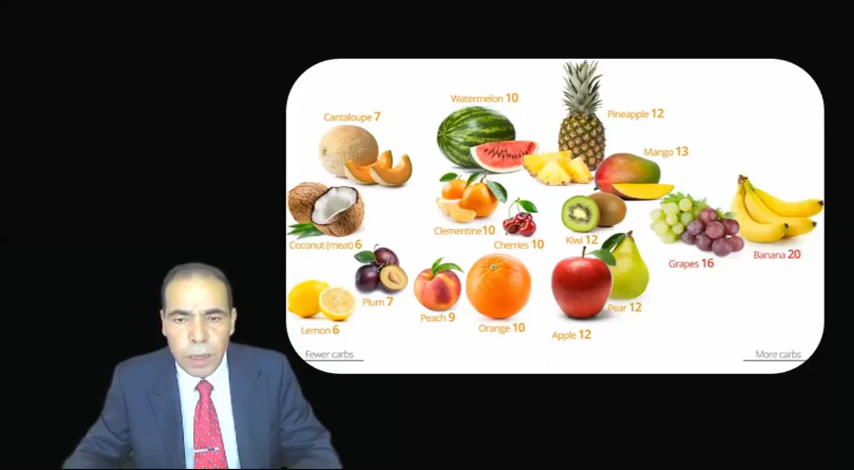 Watermelon 10
Cantaloupe 7
Pineapple 12
Mango 13
Clementine 10
Coconut (meat) 6
Cherries 10
Kiwi 12
Grapes 16
Banana 20
Plum 7
Peach 9
Orange 10
Apple 12
Pear 12
Lemon 6
Fewer carbs
More carbs